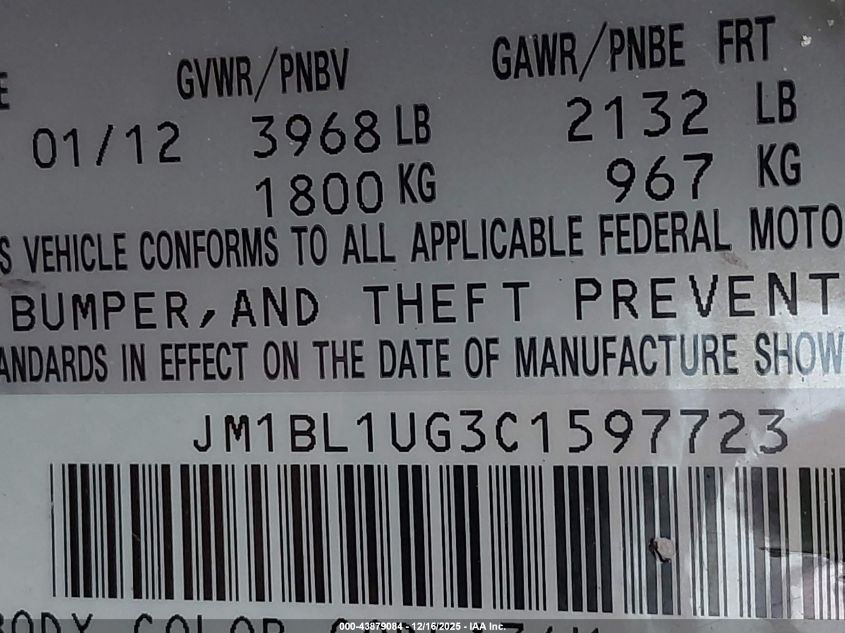 GVWR/PNBV GAWR/PNBE FRT
01/12 3968 LB 2132 LB
1800 KG 967 KG
VEHICLE CONFORMS TO ALL APPLICABLE FEDERAL MOTO
BUMPER, AND THEFT PREVENT
ANDARDS IN EFFECT ON THE DATE OF MANUFACTURE SHOW
JM1BL1UG3C1597723
BODY COLOR
000-43879084 - 12/16/2025 - IAA Inc.